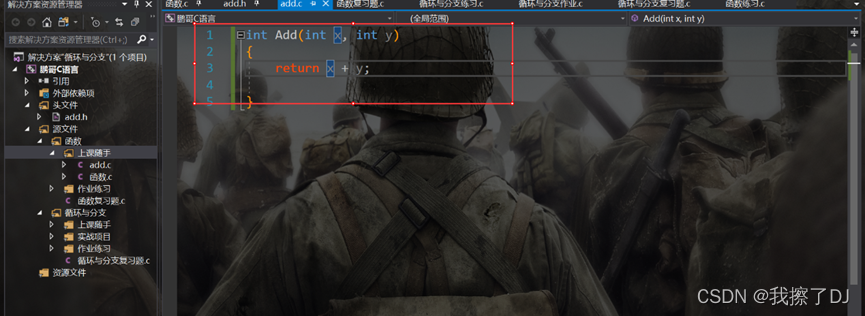 解决方案资源管理器
函数.c add.h add.c 函数复习题.c 循环与分支练习.c 循环与分支作业.c 循环与分支复习题.c 函数练习.c
鹏哥C语言 (全局范围) Add(int x, int y)
搜索解决方案资源管理器(Ctrl+;)
解决方案"循环与分支"(1 个项目)
鹏哥C语言
引用
外部依赖项
头文件
add.h
源文件
函数
上课随手
add.c
函数.c
作业练习
函数复习题.c
循环与分支
上课随手
实战项目
作业练习
循环与分支复习题.c
资源文件
1 int Add(int x, int y)
2 {
3 return x + y;
4
5 }
CSDN @我擦了DJ